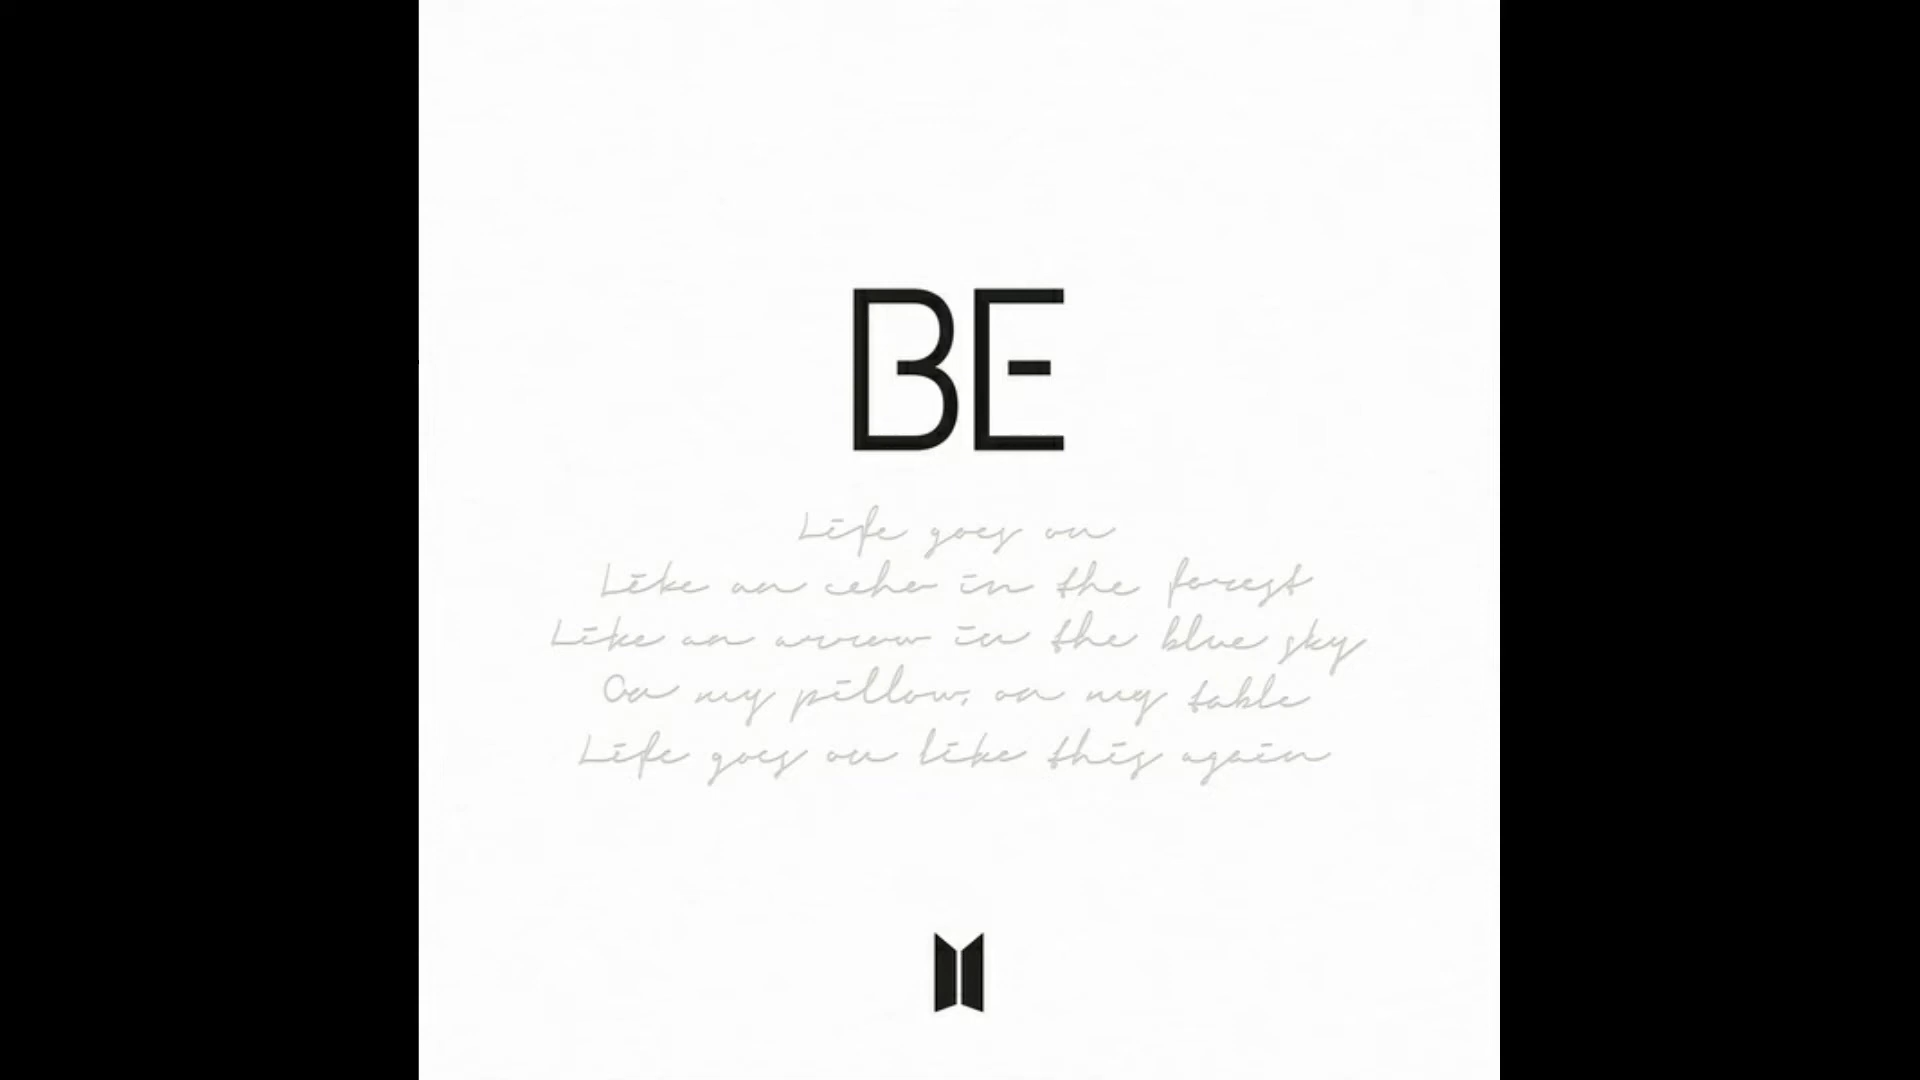 BE
Life goes on
Like an echo in the forest
Like an arrow in the blue sky
On my pillow, on my table
Life goes on like this again